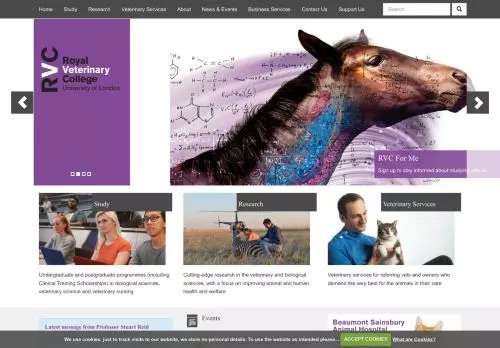 Home Study Research Veterinary Services About News & Events Business Services Contact Us Support Us Search
RVC Royal
Veterinary
College
University of London
RVC For Me
Sign up to stay informed about studying with us
Study
Research
Veterinary Services
Undergraduate and postgraduate programmes (including
Clinical Training Scholarships) in biological sciences,
veterinary science and veterinary nursing
Cutting-edge research in the veterinary and biological
sciences, with a focus on improving animal and human
health and welfare
Veterinary services for referring vets and owners who
demand the very best for the animals in their care
Latest message from Professor Stuart Reid
Events
Beaumont Sainsbury
Animal Hospital
We use cookies, just to track visits to our website, we store no personal details. To use the website as intended please... ACCEPT COOKIES What are Cookies?